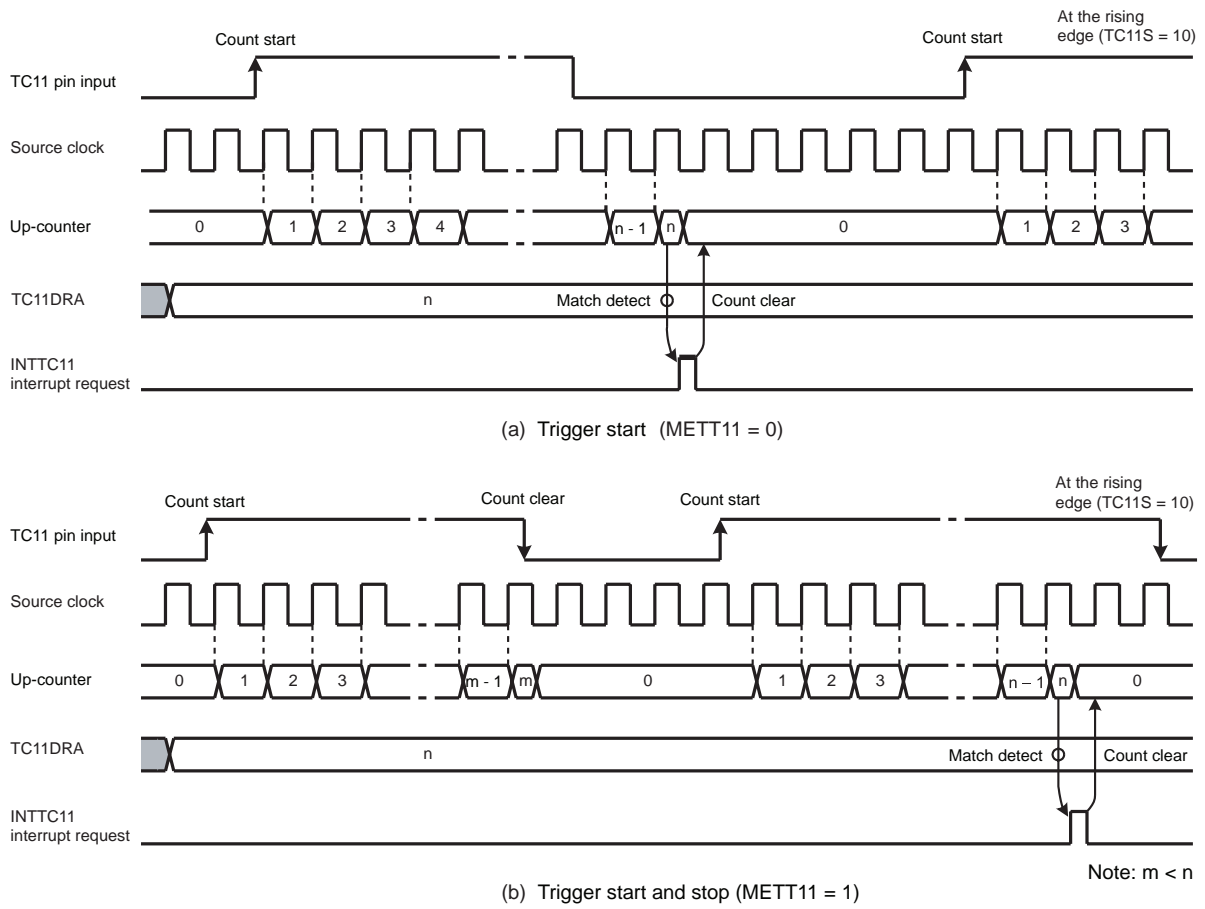 At the rising
edge (TC11S = 10)
Count start
Count start
TC11 pin input
Source clock
Up-counter
0
1
2
3
4
n - 1
n
0
1
2
3
TC11DRA
n
Match detect
Count clear
INTTC11
interrupt request
(a) Trigger start (METT11 = 0)
At the rising
edge (TC11S = 10)
Count start
Count clear
Count start
TC11 pin input
Source clock
Up-counter
0
1
2
3
m - 1
m
0
1
2
3
n – 1
n
0
TC11DRA
n
Match detect
Count clear
INTTC11
interrupt request
Note: m < n
(b) Trigger start and stop (METT11 = 1)